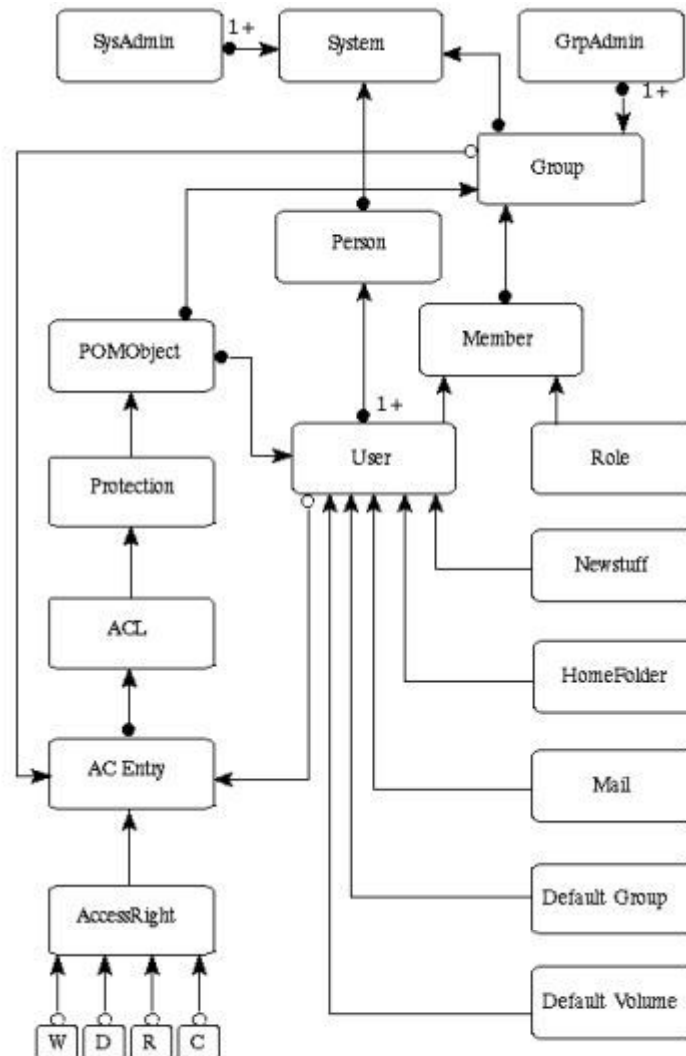 SysAdmin
1+
System
GrpAdmin
1+
Group
Person
Member
POMObject
1+
User
Role
Protection
Newstuff
ACL
HomeFolder
AC Entry
Mail
AccessRight
Default Group
Default Volume
W
D
R
C